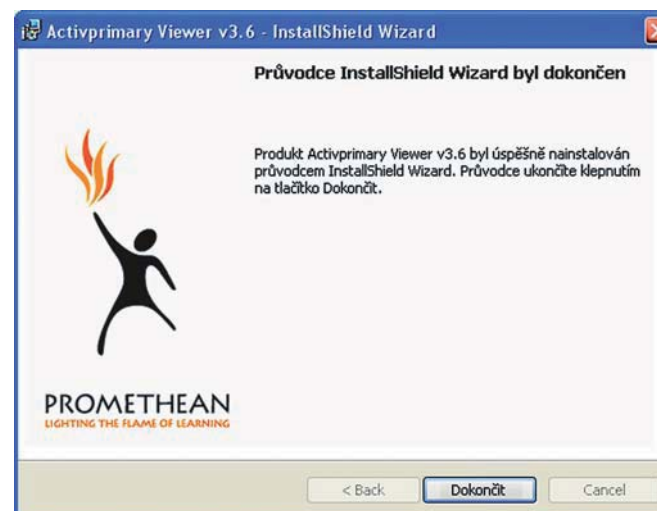 Activprimary Viewer v3.6 - InstallShield Wizard
Průvodce InstallShield Wizard byl dokončen
Produkt Activprimary Viewer v3.6 byl úspěšně nainstalován
průvodcem InstallShield Wizard. Průvodce ukončíte klepnutím
na tlačítko Dokončit.
PROMETHEAN
LIGHTING THE FLAME OF LEARNING
< Back Dokončit Cancel